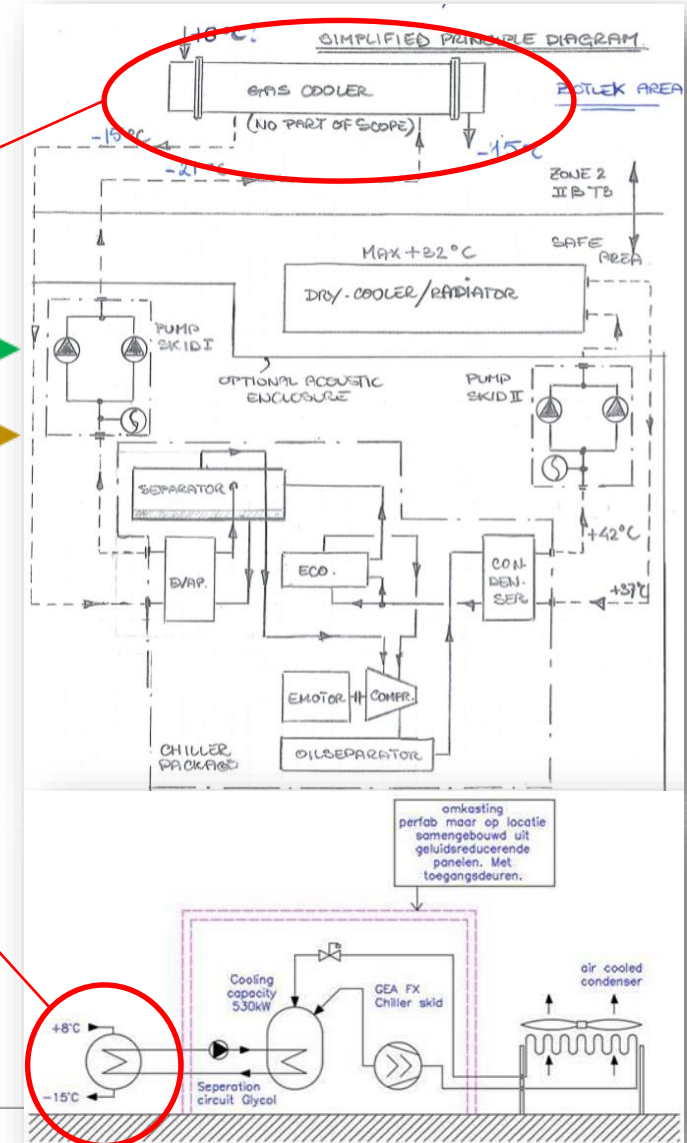 SIMPLIFIED PRINCIPLE DIAGRAM.
GAS COOLER
BOTLEK AREA
(NO PART OF SCOPE)
-15°C
-15°C
ZONE 2
II B T3
SAFE
AREA
MAX +32°C
DRY-COOLER/RADIATOR
PUMP
SKID I
OPTIONAL ACOUSTIC
ENCLOSURE
PUMP
SKID II
SEPARATOR
+42°C
EVAP.
ECO.
CON-
DEN-
SER
+37°C
EMOTOR
COMPR.
CHILLER
PACKAGE
OILSEPARATOR
omkasting
perfab maar op locatie
samengebouwd uit
geluidsreducerende
panelen. Met
toegangsdeuren.
Cooling
capacity
530kW
GEA FX
Chiller skid
air cooled
condenser
+8°C
-15°C
Seperation
circuit Glycol